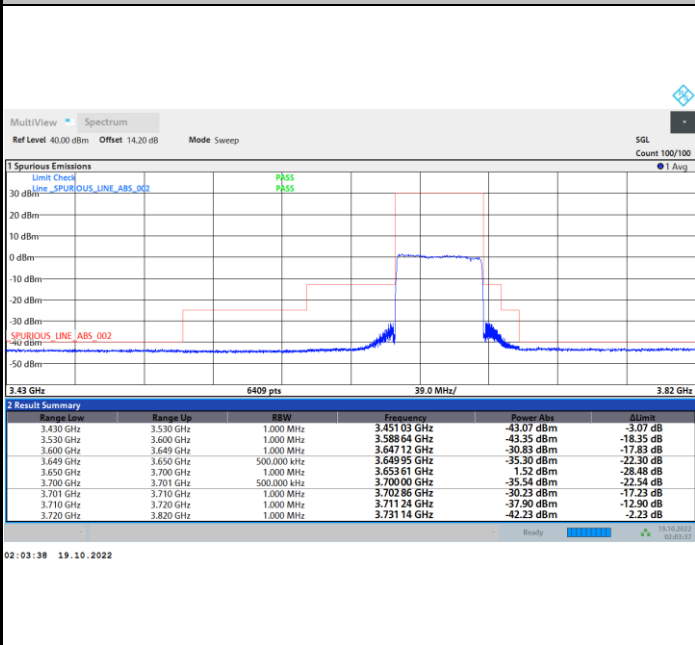 MultiView Spectrum
Ref Level 40.00 dBm Offset 14.20 dB Mode Sweep SGL
Count 100/100
1 Spurious Emissions 1 Avg
Limit Check PASS
Line _SPURIOUS_LINE_ABS_002 PASS
30 dBm
20 dBm
10 dBm
0 dBm
-10 dBm
-20 dBm
-30 dBm
_SPURIOUS_LINE_ABS_002
-40 dBm
-50 dBm
3.43 GHz 6409 pts 39.0 MHz/ 3.82 GHz
2 Result Summary
Range Low Range Up RBW Frequency Power Abs ΔLimit
3.430 GHz 3.530 GHz 1.000 MHz 3.451 03 GHz -43.07 dBm -3.07 dB
3.530 GHz 3.600 GHz 1.000 MHz 3.588 64 GHz -43.35 dBm -18.35 dB
3.600 GHz 3.649 GHz 1.000 MHz 3.647 12 GHz -30.83 dBm -17.83 dB
3.649 GHz 3.650 GHz 500.000 kHz 3.649 95 GHz -35.30 dBm -22.30 dB
3.650 GHz 3.700 GHz 1.000 MHz 3.653 61 GHz 1.52 dBm -28.48 dB
3.700 GHz 3.701 GHz 500.000 kHz 3.700 00 GHz -35.54 dBm -22.54 dB
3.701 GHz 3.710 GHz 1.000 MHz 3.702 86 GHz -30.23 dBm -17.23 dB
3.710 GHz 3.720 GHz 1.000 MHz 3.711 24 GHz -37.90 dBm -12.90 dB
3.720 GHz 3.820 GHz 1.000 MHz 3.731 14 GHz -42.23 dBm -2.23 dB
Ready 19.10.2022
02:03:37
02:03:38 19.10.2022